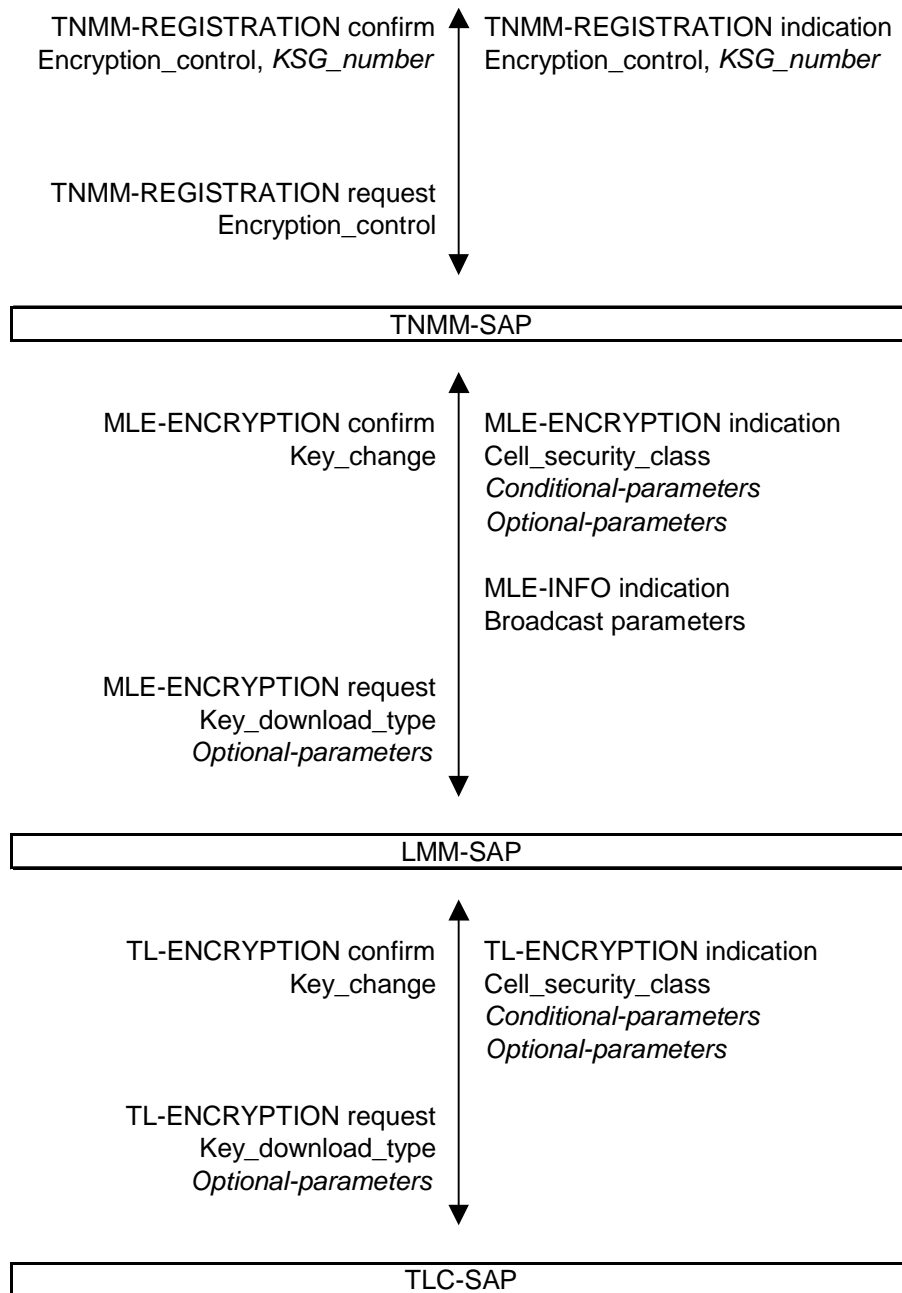 TNMM-REGISTRATION confirm
Encryption_control, KSG_number
TNMM-REGISTRATION indication
Encryption_control, KSG_number
TNMM-REGISTRATION request
Encryption_control
TNMM-SAP
MLE-ENCRYPTION confirm
Key_change
MLE-ENCRYPTION indication
Cell_security_class
Conditional-parameters
Optional-parameters
MLE-INFO indication
Broadcast parameters
MLE-ENCRYPTION request
Key_download_type
Optional-parameters
LMM-SAP
TL-ENCRYPTION confirm
Key_change
TL-ENCRYPTION indication
Cell_security_class
Conditional-parameters
Optional-parameters
TL-ENCRYPTION request
Key_download_type
Optional-parameters
TLC-SAP